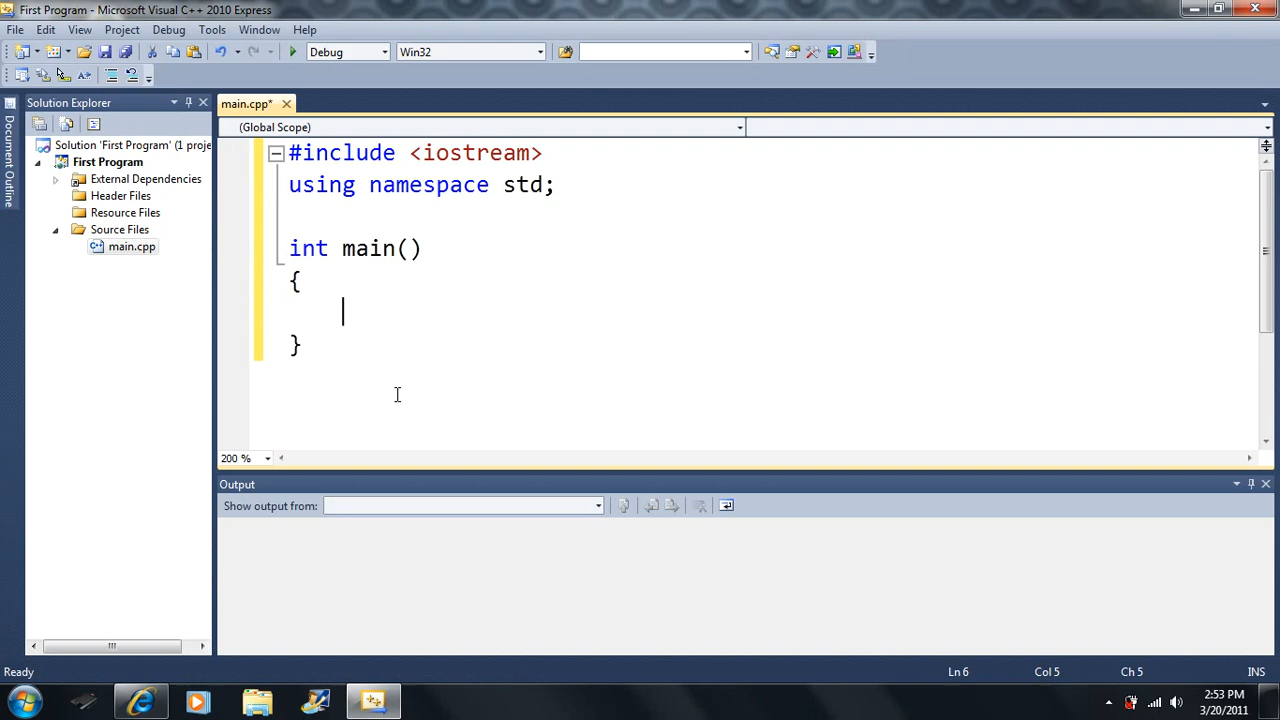 First Program - Microsoft Visual C++ 2010 Express
File Edit View Project Debug Tools Window Help
Debug Win32
Solution Explorer
main.cpp*
(Global Scope)
Document Outline
Solution 'First Program' (1 proje
First Program
External Dependencies
Header Files
Resource Files
Source Files
main.cpp
#include <iostream>
using namespace std;
int main()
{
}
200 %
Output
Show output from:
Ready Ln 6 Col 5 Ch 5 INS
2:53 PM
3/20/2011